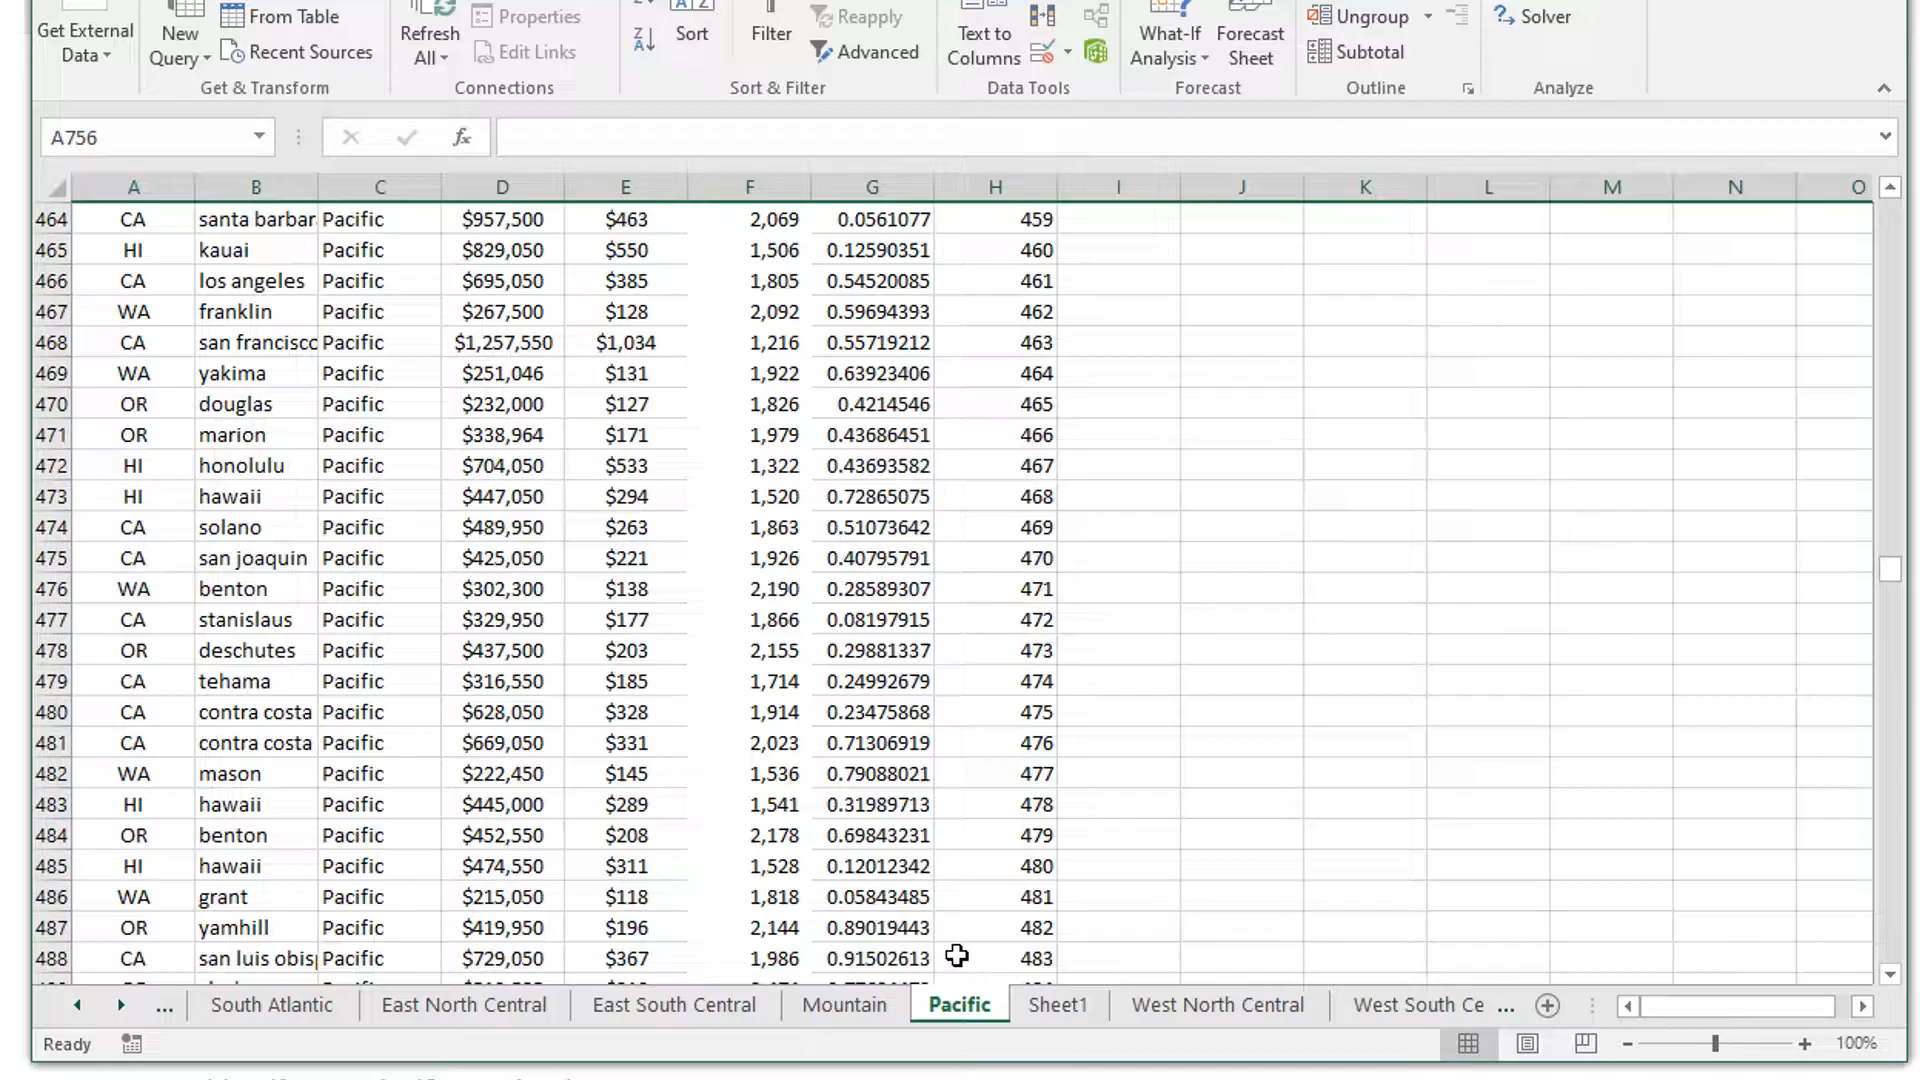 Get External Data
New Query
From Table
Recent Sources
Get & Transform
Refresh All
Properties
Edit Links
Connections
Z A
A Z
Sort
Filter
Reapply
Advanced
Sort & Filter
Text to Columns
Data Tools
What-If Analysis
Forecast Sheet
Forecast
Ungroup
Subtotal
Outline
Solver
Analyze
A756
fx
A B C D E F G H I J K L M N O
464 CA santa barbar Pacific $957,500 $463 2,069 0.0561077 459
465 HI kauai Pacific $829,050 $550 1,506 0.12590351 460
466 CA los angeles Pacific $695,050 $385 1,805 0.54520085 461
467 WA franklin Pacific $267,500 $128 2,092 0.59694393 462
468 CA san francisco Pacific $1,257,550 $1,034 1,216 0.55719212 463
469 WA yakima Pacific $251,046 $131 1,922 0.63923406 464
470 OR douglas Pacific $232,000 $127 1,826 0.4214546 465
471 OR marion Pacific $338,964 $171 1,979 0.43686451 466
472 HI honolulu Pacific $704,050 $533 1,322 0.43693582 467
473 HI hawaii Pacific $447,050 $294 1,520 0.72865075 468
474 CA solano Pacific $489,950 $263 1,863 0.51073642 469
475 CA san joaquin Pacific $425,050 $221 1,926 0.40795791 470
476 WA benton Pacific $302,300 $138 2,190 0.28589307 471
477 CA stanislaus Pacific $329,950 $177 1,866 0.08197915 472
478 OR deschutes Pacific $437,500 $203 2,155 0.29881337 473
479 CA tehama Pacific $316,550 $185 1,714 0.24992679 474
480 CA contra costa Pacific $628,050 $328 1,914 0.23475868 475
481 CA contra costa Pacific $669,050 $331 2,023 0.71306919 476
482 WA mason Pacific $222,450 $145 1,536 0.79088021 477
483 HI hawaii Pacific $445,000 $289 1,541 0.31989713 478
484 OR benton Pacific $452,550 $208 2,178 0.69843231 479
485 HI hawaii Pacific $474,550 $311 1,528 0.12012342 480
486 WA grant Pacific $215,050 $118 1,818 0.05843485 481
487 OR yamhill Pacific $419,950 $196 2,144 0.89019443 482
488 CA san luis obis Pacific $729,050 $367 1,986 0.91502613 483
... South Atlantic East North Central East South Central Mountain Pacific Sheet1 West North Central West South Ce ...
Ready
100%